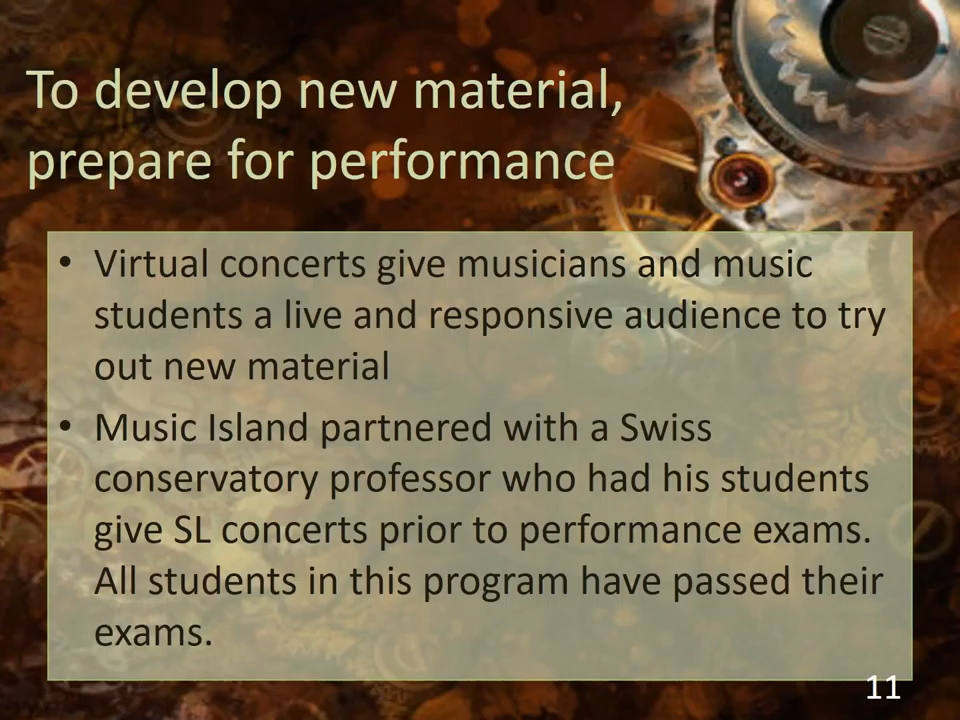 To develop new material,
prepare for performance
• Virtual concerts give musicians and music
students a live and responsive audience to try
out new material
• Music Island partnered with a Swiss
conservatory professor who had his students
give SL concerts prior to performance exams.
All students in this program have passed their
exams.
11